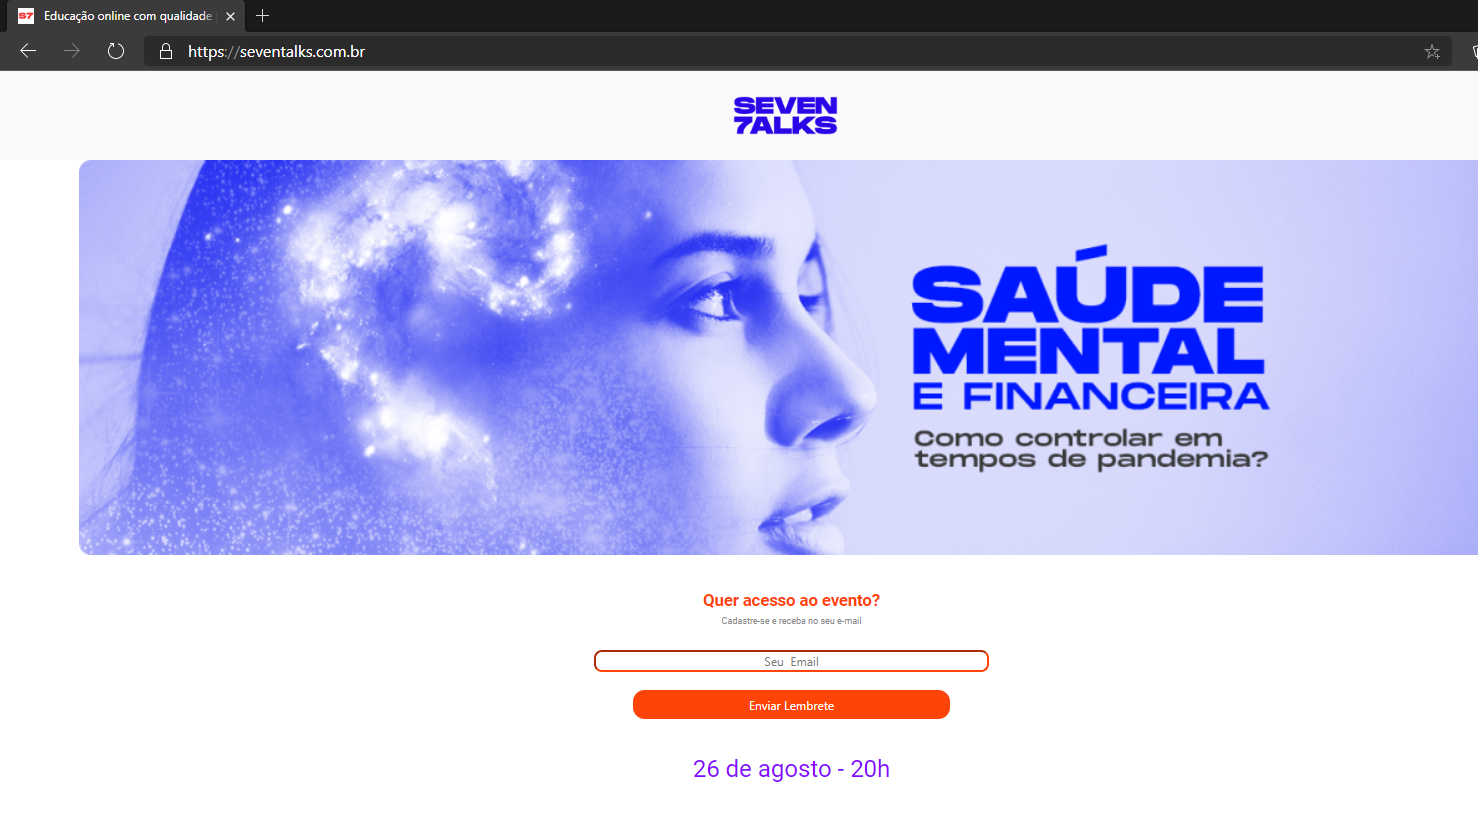 S7 Educação online com qualidade
https://seventalks.com.br
SEVEN
7ALKS
SAÚDE
MENTAL
E FINANCEIRA
Como controlar em
tempos de pandemia?
Quer acesso ao evento?
Cadastre-se e receba no seu e-mail
Seu Email
Enviar Lembrete
26 de agosto - 20h